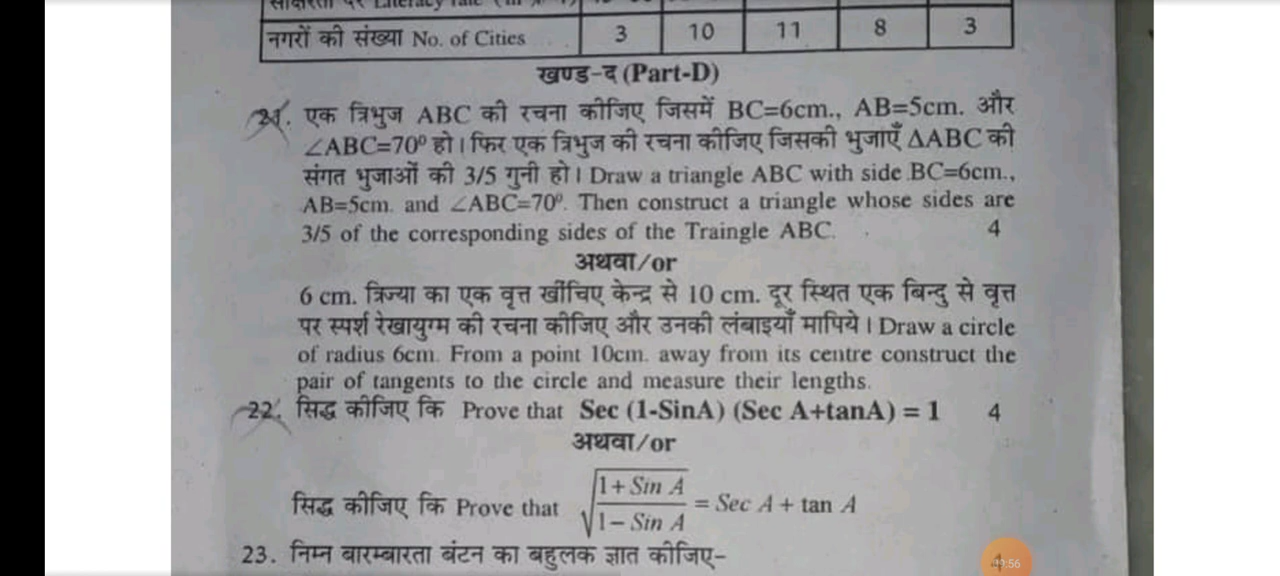 नगरों की संख्या No. of Cities 3 10 11 8 3
खण्ड-द (Part-D)
21. एक त्रिभुज ABC की रचना कीजिए जिसमें BC=6cm., AB=5cm. और
∠ABC=70⁰ हो। फिर एक त्रिभुज की रचना कीजिए जिसकी भुजाएँ ΔABC की
संगत भुजाओं की 3/5 गुनी हो। Draw a triangle ABC with side BC=6cm.,
AB=5cm. and ∠ABC=70⁰. Then construct a triangle whose sides are
3/5 of the corresponding sides of the Traingle ABC. 4
अथवा/or
6 cm. त्रिज्या का एक वृत्त खींचिए केन्द्र से 10 cm. दूर स्थित एक बिन्दु से वृत्त
पर स्पर्श रेखायुग्म की रचना कीजिए और उनकी लंबाइयाँ मापिये। Draw a circle
of radius 6cm. From a point 10cm. away from its centre construct the
pair of tangents to the circle and measure their lengths.
22. सिद्ध कीजिए कि Prove that Sec (1-SinA) (Sec A+tanA) = 1 4
अथवा/or
सिद्ध कीजिए कि Prove that √(1+ Sin A / 1− Sin A) = Sec A + tan A
23. निम्न बारम्बारता बंटन का बहुलक ज्ञात कीजिए– 4